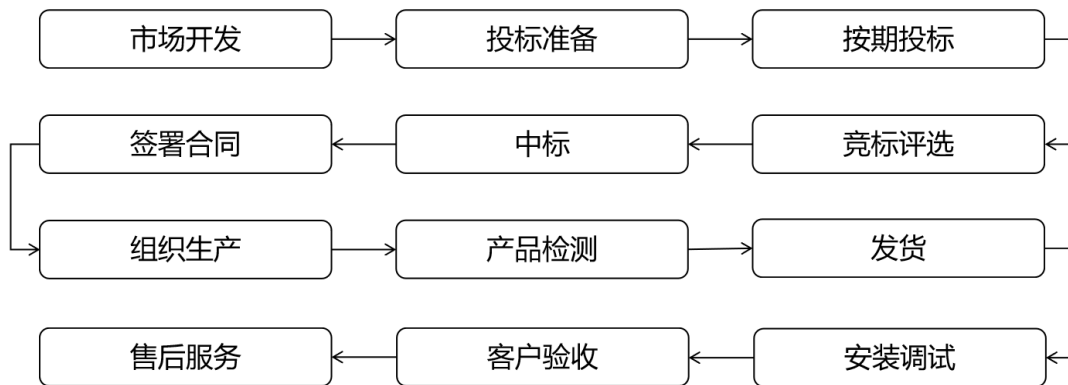 市场开发
投标准备
按期投标
竞标评选
中标
签署合同
组织生产
产品检测
发货
安装调试
客户验收
售后服务